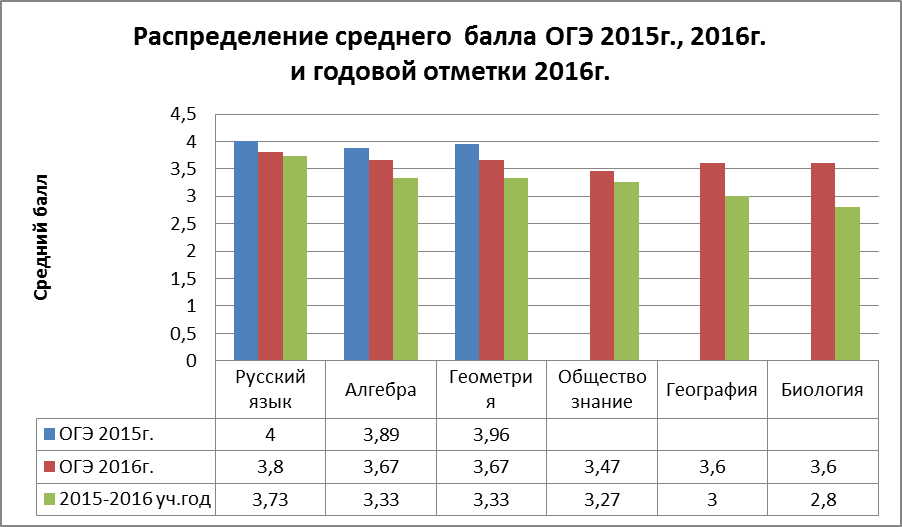 Распределение среднего балла ОГЭ 2015г., 2016г.
и годовой отметки 2016г.
Средний балл
4,5
4
3,5
3
2,5
2
1,5
1
0,5
0
Русский язык Алгебра Геометрия Обществознание География Биология
ОГЭ 2015г. 4 3,89 3,96
ОГЭ 2016г. 3,8 3,67 3,67 3,47 3,6 3,6
2015-2016 уч.год 3,73 3,33 3,33 3,27 3 2,8